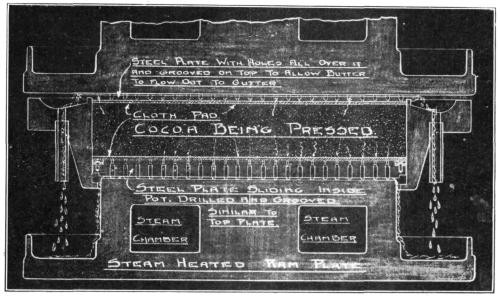 STEEL PLATE WITH HOLES ALL OVER IT
AND GROOVED ON TOP TO ALLOW BUTTER
TO FLOW OUT TO GUTTER
CLOTH PAD
COCOA BEING PRESSED
STEEL PLATE SLIDING INSIDE
POT, DRILLED AND GROOVED
SIMILAR TO
TOP PLATE.
STEAM
CHAMBER
STEAM
CHAMBER
STEAM HEATED RAM PLATE